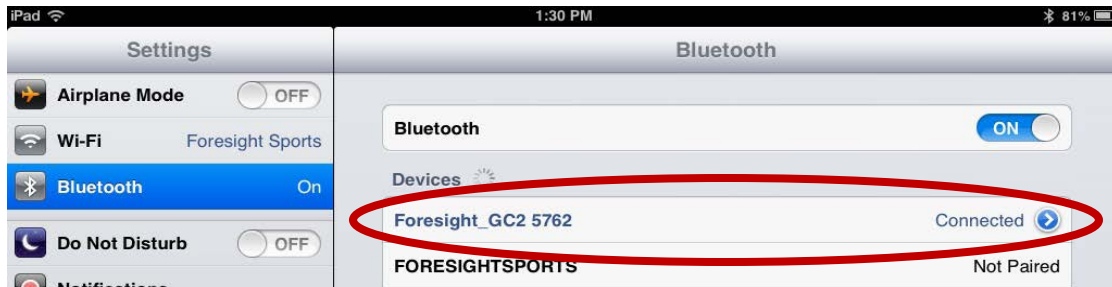 iPad 1:30 PM 81%
Settings
Bluetooth
Airplane Mode OFF
Wi-Fi Foresight Sports
Bluetooth On
Do Not Disturb OFF
Notifications
Bluetooth ON
Devices
Foresight_GC2 5762 Connected
FORESIGHTSPORTS Not Paired